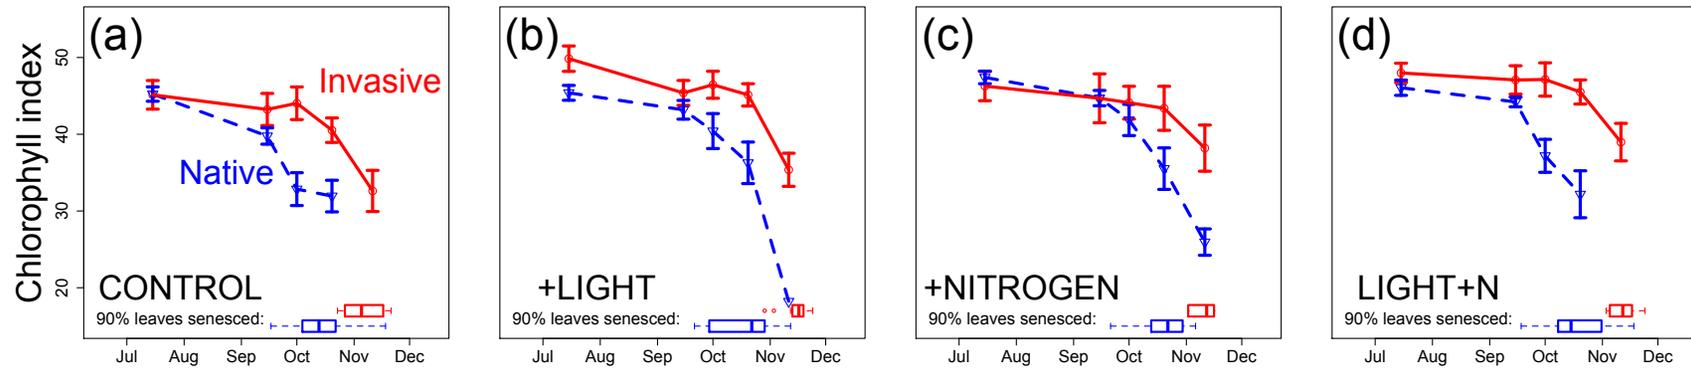 Chlorophyll index
50
40
30
20
(a)
Invasive
Native
CONTROL
90% leaves senesced:
Jul Aug Sep Oct Nov Dec
(b)
+LIGHT
90% leaves senesced:
Jul Aug Sep Oct Nov Dec
(c)
+NITROGEN
90% leaves senesced:
Jul Aug Sep Oct Nov Dec
(d)
LIGHT+N
90% leaves senesced:
Jul Aug Sep Oct Nov Dec